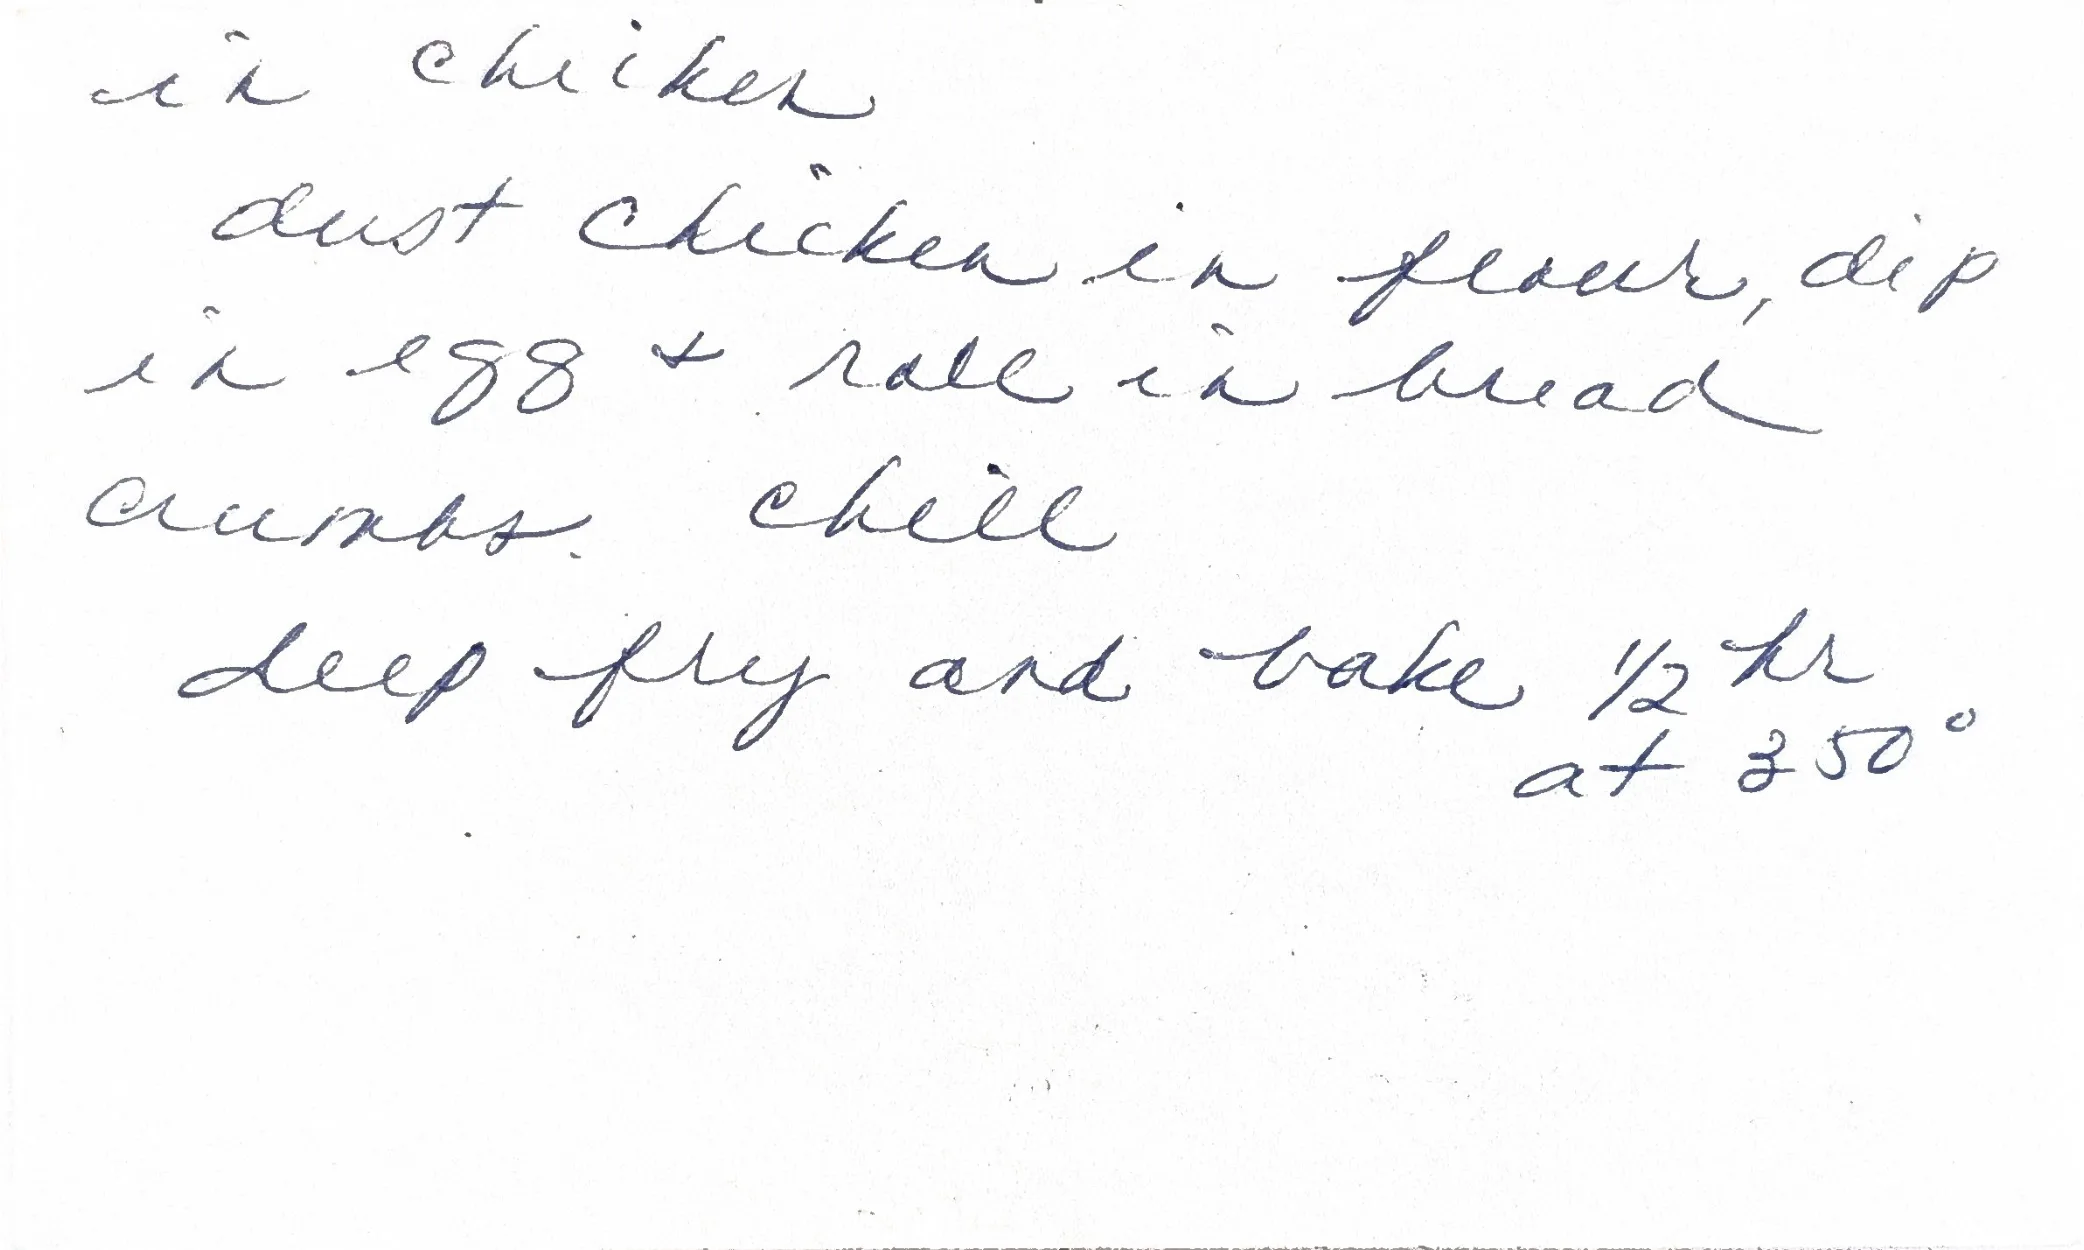 in chicken
dust chicken in flour, dip
in egg & roll in bread
crumbs. chill
deep fry and bake 1/2 hr
at 350°